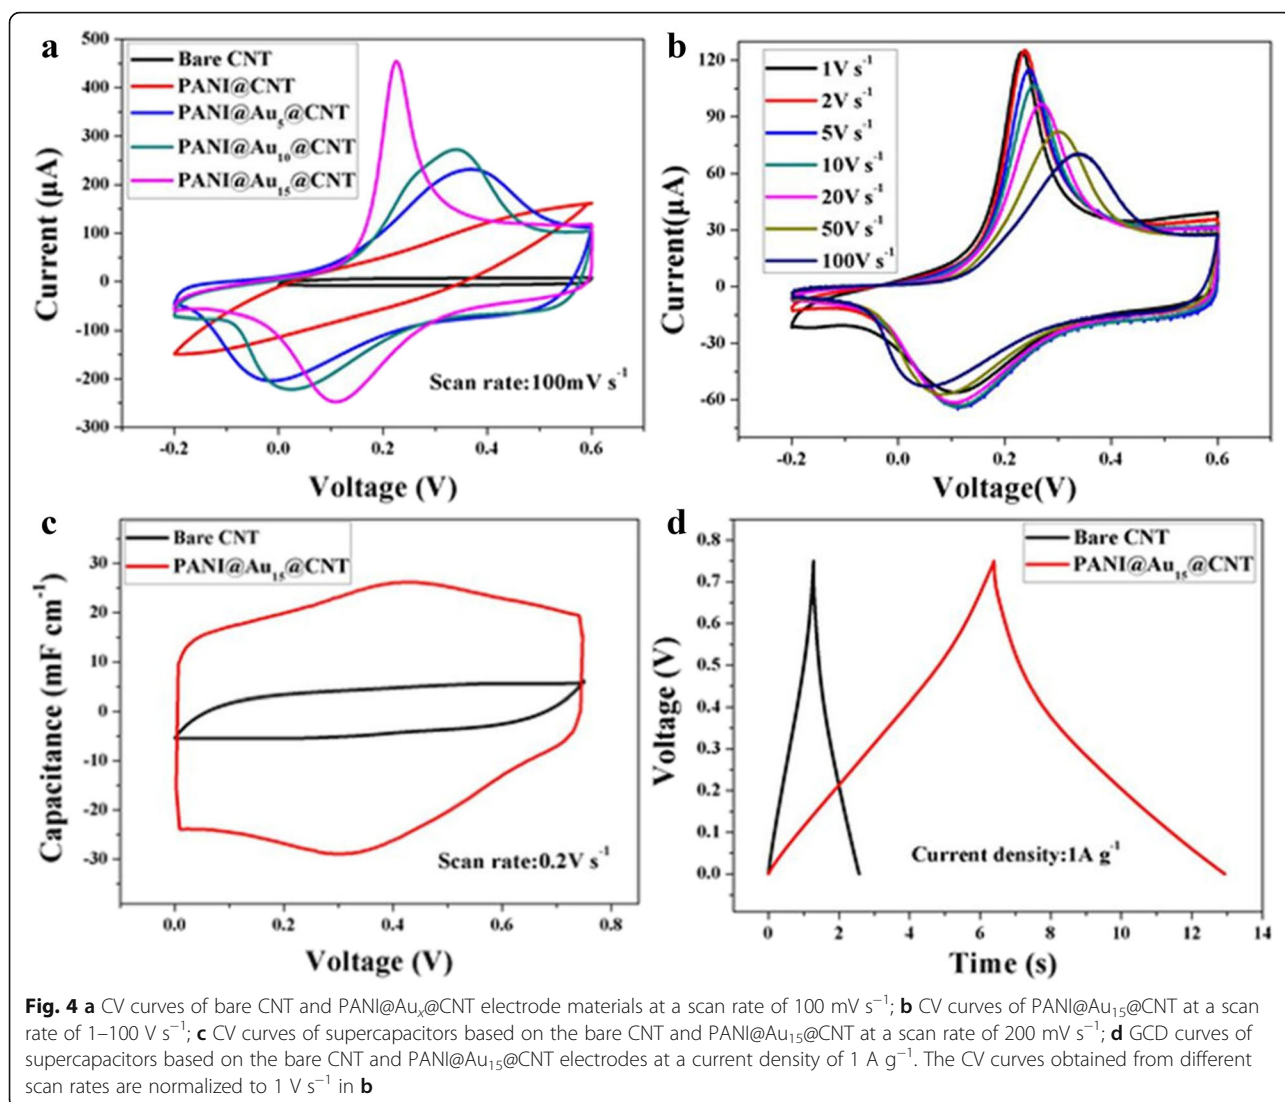 a
500
400
300
200
100
0
-100
-200
-300
-0.2
0.0
0.2
0.4
0.6
Current (μA)
Voltage (V)
Bare CNT
PANI@CNT
PANI@Au₅@CNT
PANI@Au₁₀@CNT
PANI@Au₁₅@CNT
Scan rate:100mV s⁻¹
b
120
90
60
30
0
-30
-60
-0.2
0.0
0.2
0.4
0.6
Current(μA)
Voltage(V)
1V s⁻¹
2V s⁻¹
5V s⁻¹
10V s⁻¹
20V s⁻¹
50V s⁻¹
100V s⁻¹
c
30
20
10
0
-10
-20
-30
0.0
0.2
0.4
0.6
0.8
Capacitance (mF cm⁻¹)
Voltage (V)
Bare CNT
PANI@Au₁₅@CNT
Scan rate:0.2V s⁻¹
d
0.8
0.7
0.6
0.5
0.4
0.3
0.2
0.1
0.0
0
2
4
6
8
10
12
14
Voltage (V)
Time (s)
Bare CNT
PANI@Au₁₅@CNT
Current density:1A g⁻¹
Fig. 4 a CV curves of bare CNT and PANI@Auₓ@CNT electrode materials at a scan rate of 100 mV s⁻¹; b CV curves of PANI@Au₁₅@CNT at a scan
rate of 1–100 V s⁻¹; c CV curves of supercapacitors based on the bare CNT and PANI@Au₁₅@CNT at a scan rate of 200 mV s⁻¹; d GCD curves of
supercapacitors based on the bare CNT and PANI@Au₁₅@CNT electrodes at a current density of 1 A g⁻¹. The CV curves obtained from different
scan rates are normalized to 1 V s⁻¹ in b